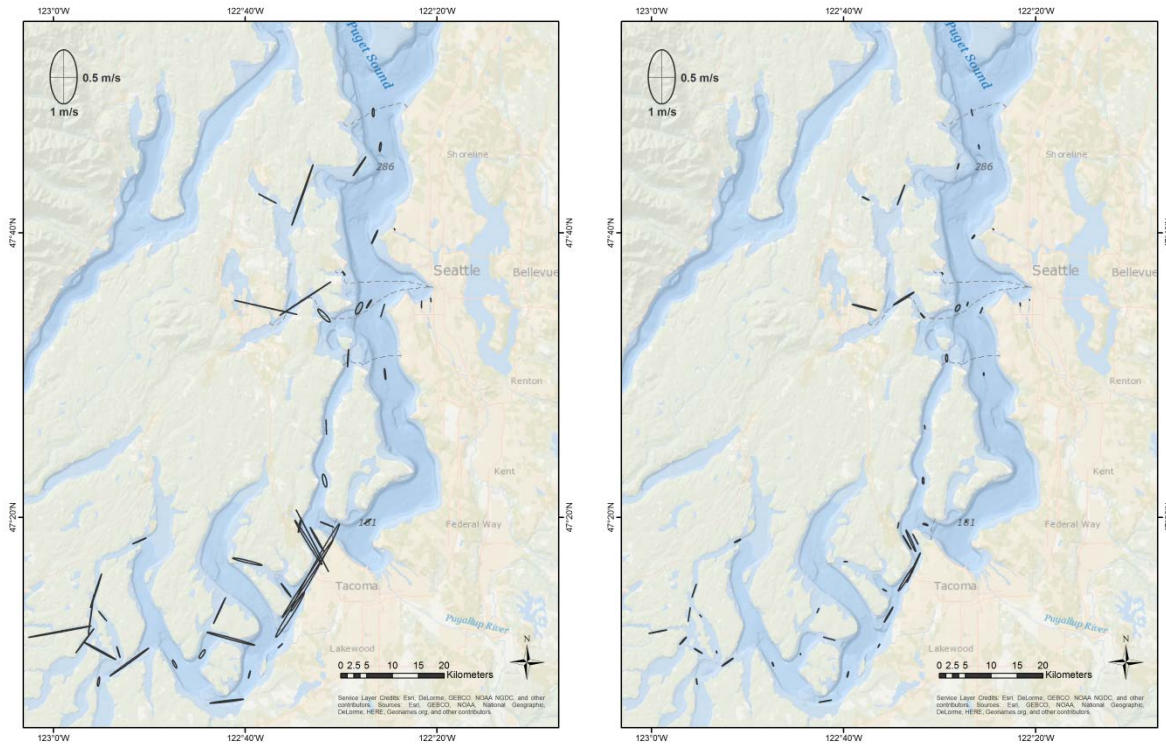 123°0'W 122°40'W 122°20'W
0.5 m/s
1 m/s
Puget Sound
Shoreline
286
47°40'N
Seattle
Bellevue
Renton
Kent
47°20'N
181
Federal Way
Tacoma
Puyallup River
Lakewood
N
0 2.5 5 10 15 20
Kilometers
Service Layer Credits: Esri, DeLorme, GEBCO, NOAA NGDC, and other
contributors. Sources: Esri, GEBCO, NOAA, National Geographic,
DeLorme, HERE, Geonames.org, and other contributors.
123°0'W 122°40'W 122°20'W
123°0'W 122°40'W 122°20'W
0.5 m/s
1 m/s
Puget Sound
Shoreline
286
Seattle
Bellevue
Renton
Kent
47°20'N
181
Federal Way
Tacoma
Puyallup River
Lakewood
N
0 2.5 5 10 15 20
Kilometers
Service Layer Credits: Esri, DeLorme, GEBCO, NOAA NGDC, and other
contributors. Sources: Esri, GEBCO, NOAA, National Geographic,
DeLorme, HERE, Geonames.org, and other contributors.
123°0'W 122°40'W 122°20'W